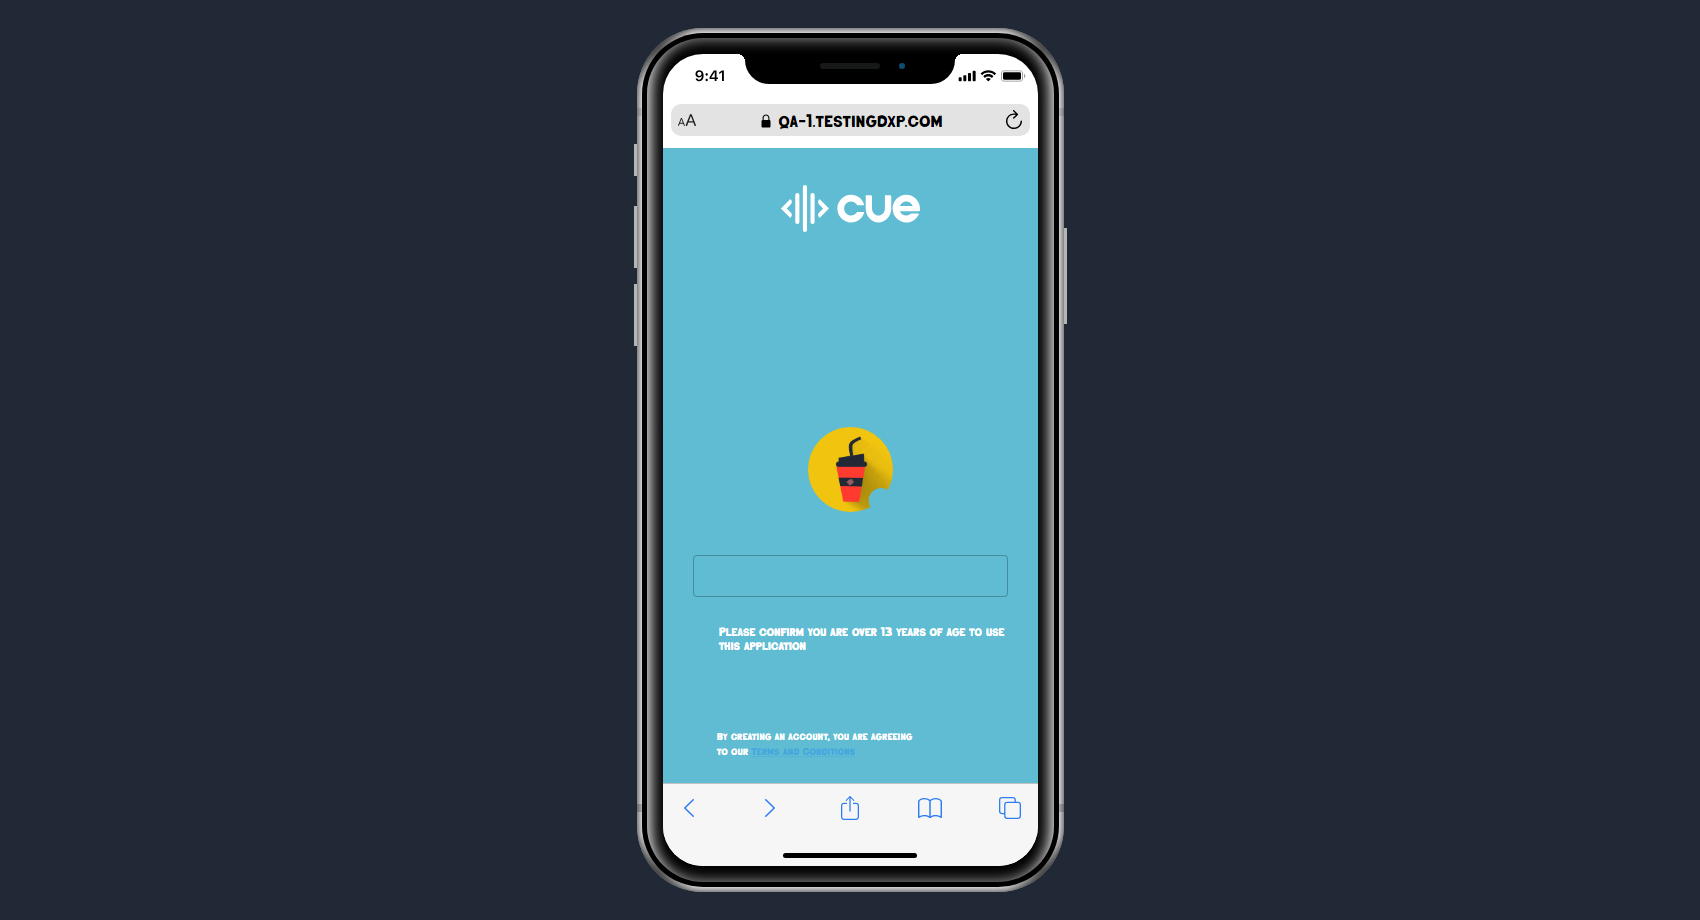 9:41
AA QA-1.TESTINGDXP.COM
cue
PLEASE CONFIRM YOU ARE OVER 13 YEARS OF AGE TO USE
THIS APPLICATION
BY CREATING AN ACCOUNT, YOU ARE AGREEING
TO OUR TERMS AND CONDITIONS